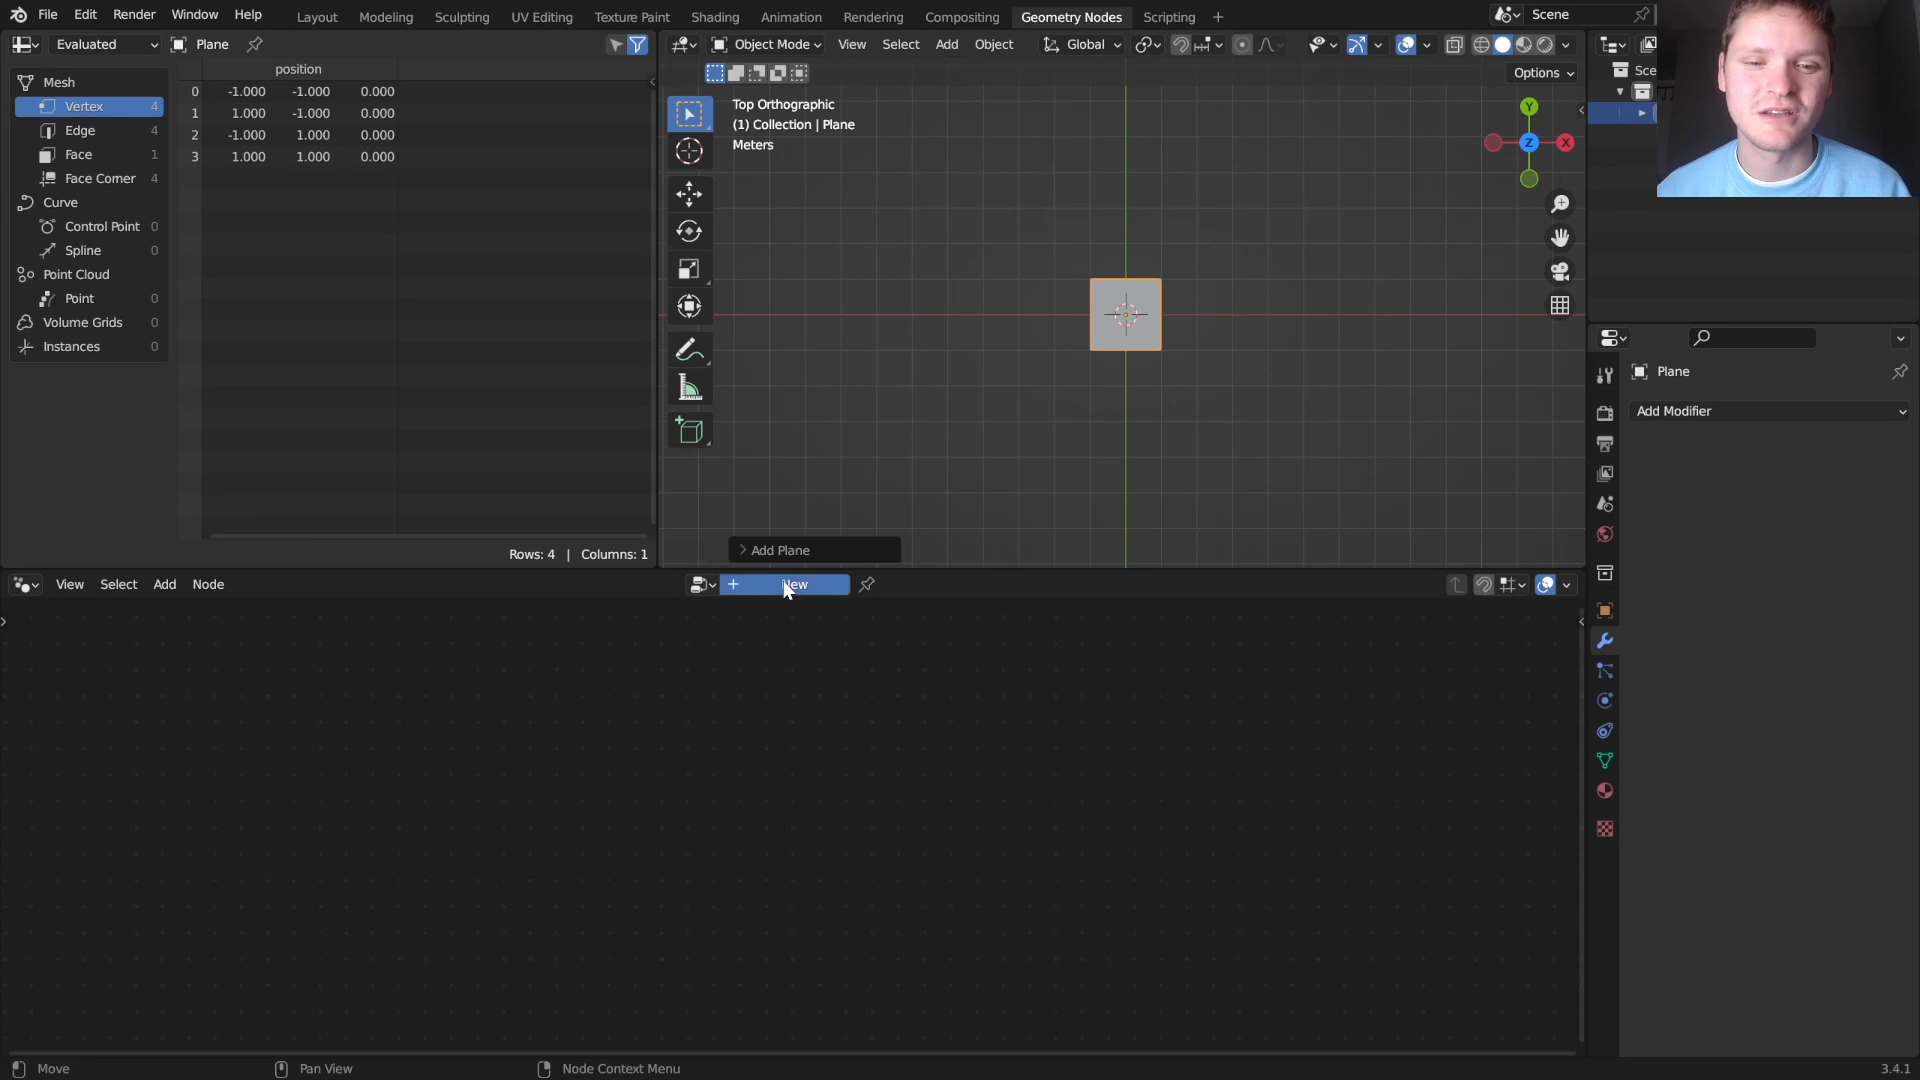 File Edit Render Window Help
Layout Modeling Sculpting UV Editing Texture Paint Shading Animation Rendering Compositing Geometry Nodes Scripting +
Scene
Evaluated Plane
Object Mode View Select Add Object Global
Options
position
Mesh
Vertex 4
Edge 4
Face 1
Face Corner 4
Curve
Control Point 0
Spline 0
Point Cloud
Point 0
Volume Grids 0
Instances 0
0 -1.000 -1.000 0.000
1 1.000 -1.000 0.000
2 -1.000 1.000 0.000
3 1.000 1.000 0.000
Rows: 4 | Columns: 1
Top Orthographic
(1) Collection | Plane
Meters
Y
Z
X
Add Plane
Sce
Plane
Add Modifier
View Select Add Node
New
Move Pan View Node Context Menu
3.4.1